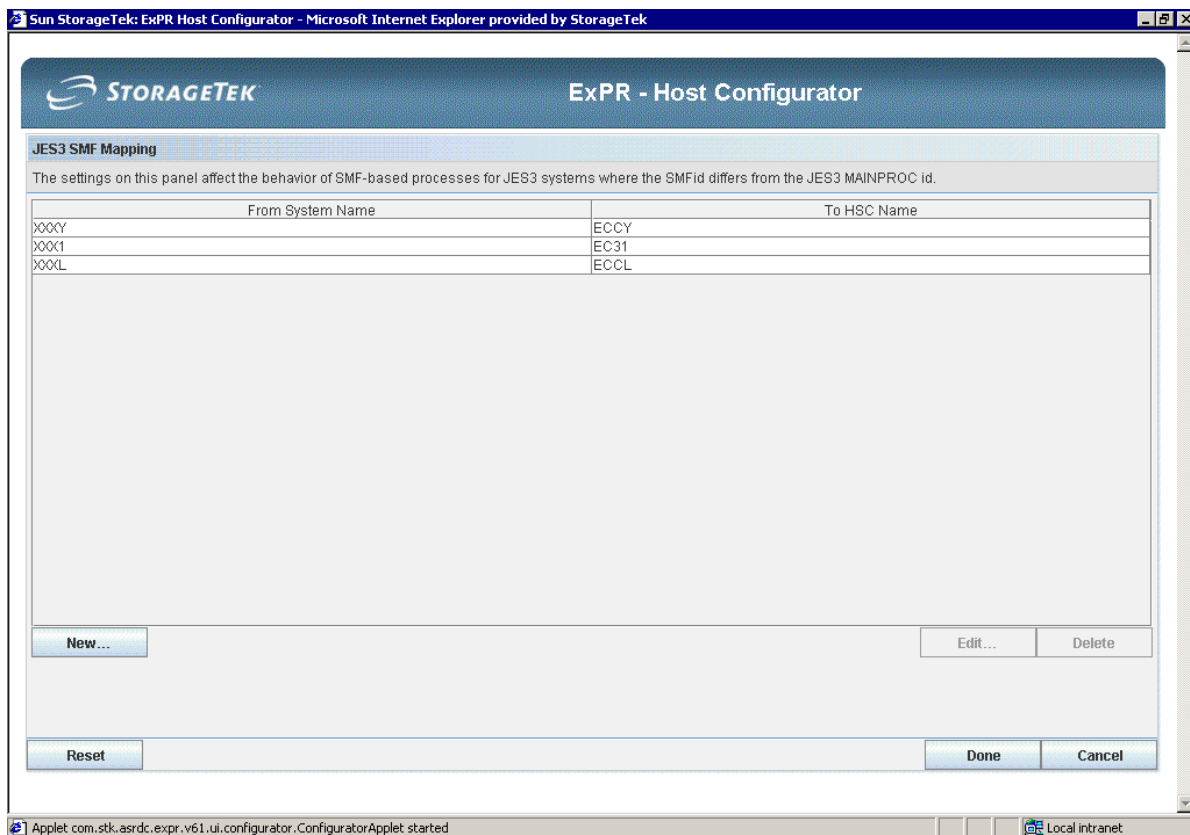 Sun StorageTek: ExPR Host Configurator - Microsoft Internet Explorer provided by StorageTek
STORAGETEK
ExPR - Host Configurator
JES3 SMF Mapping
The settings on this panel affect the behavior of SMF-based processes for JES3 systems where the SMFid differs from the JES3 MAINPROC id.
From System Name To HSC Name
XXXY ECCY
XXX1 EC31
XXXL ECCL
New... Edit... Delete
Reset Done Cancel
Applet com.stk.asrdc.expr.v61.ui.configurator.ConfiguratorApplet started Local intranet